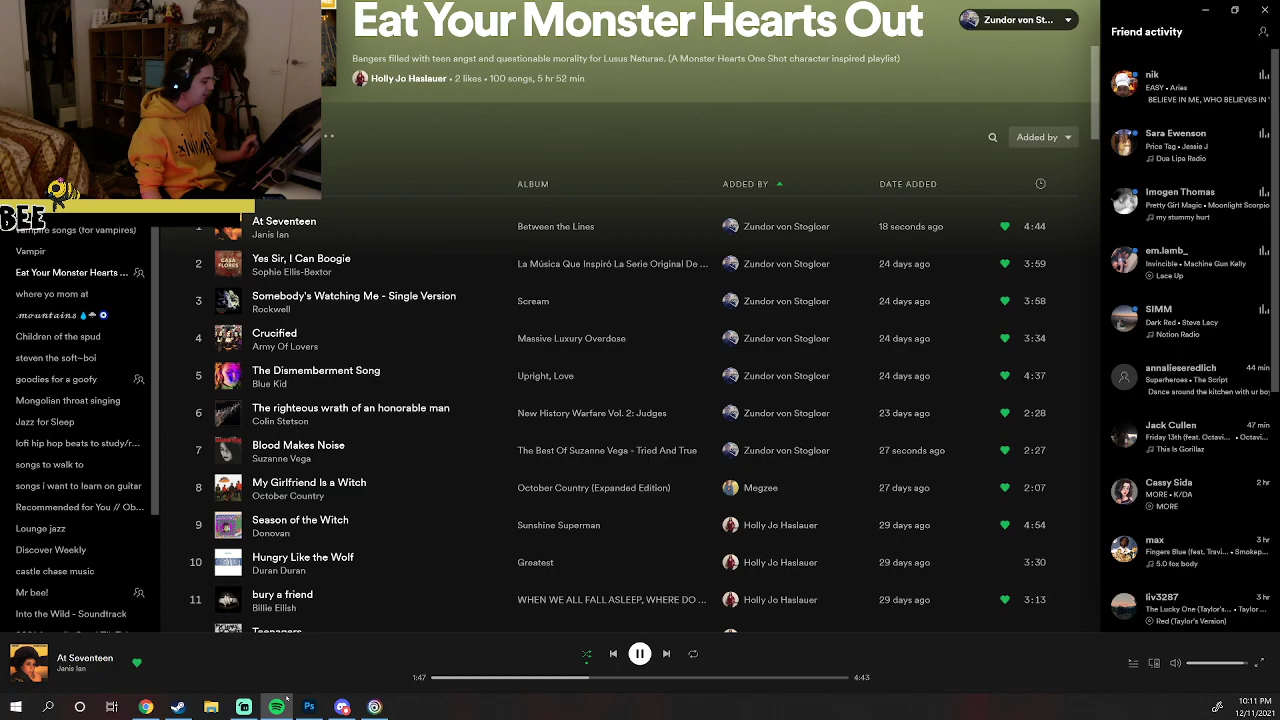 Eat Your Monster Hearts Out
Zundor von St...
Bangers filled with teen angst and questionable morality for Lusus Naturae. (A Monster Hearts One Shot character inspired playlist)
Holly Jo Haslauer • 2 likes • 100 songs, 5 hr 52 min
Added by
ALBUM ADDED BY DATE ADDED
1 At Seventeen Between the Lines Zundor von Stogloer 18 seconds ago 4:44
Janis Ian
2 Yes Sir, I Can Boogie La Música Que Inspiró La Serie Original De ... Zundor von Stogloer 24 days ago 3:59
Sophie Ellis-Bextor
3 Somebody's Watching Me - Single Version Scream Zundor von Stogloer 24 days ago 3:58
Rockwell
4 Crucified Massive Luxury Overdose Zundor von Stogloer 24 days ago 3:34
Army Of Lovers
5 The Dismemberment Song Upright, Love Zundor von Stogloer 24 days ago 4:37
Blue Kid
6 The righteous wrath of an honorable man New History Warfare Vol. 2: Judges Zundor von Stogloer 23 days ago 2:28
Colin Stetson
7 Blood Makes Noise The Best Of Suzanne Vega - Tried And True Zundor von Stogloer 27 seconds ago 2:27
Suzanne Vega
8 My Girlfriend Is a Witch October Country (Expanded Edition) Megzee 27 days ago 2:07
October Country
9 Season of the Witch Sunshine Superman Holly Jo Haslauer 29 days ago 4:54
Donovan
10 Hungry Like the Wolf Greatest Holly Jo Haslauer 29 days ago 3:30
Duran Duran
11 bury a friend WHEN WE ALL FALL ASLEEP, WHERE DO ... Holly Jo Haslauer 29 days ago 3:13
Billie Eilish
Teenagers
BEE
vampire songs (for vampires)
Vampir
Eat Your Monster Hearts ...
where yo mom at
.mountains
Children of the spud
steven the soft~boi
goodies for a goofy
Mongolian throat singing
Jazz for Sleep
lofi hip hop beats to study/r...
songs to walk to
songs i want to learn on guitar
Recommended for You // Ob...
Lounge jazz
Discover Weekly
castle chase music
Mr bee!
Into the Wild - Soundtrack
Friend activity
nik
EASY • Aries
BELIEVE IN ME, WHO BELIEVES IN
Sara Ewenson
Price Tag • Jessie J
Dua Lipa Radio
Imogen Thomas
Pretty Girl Magic • Moonlight Scorpio
my stummy hurt
em.lamb_
Invincible • Machine Gun Kelly
Lace Up
SIMM
Dark Red • Steve Lacy
Notion Radio
annalieseredlich 44 min
Superheroes • The Script
Dance around the kitchen with ur
Jack Cullen 47 min
Friday 13th (feat. Octavi... • Octavi...
This Is Gorillaz
Cassy Sida 2 hr
MORE • K/DA
MORE
max 3 hr
Fingers Blue (feat. Travi... • Smokep...
5.0 fox body
liv3287 3 hr
The Lucky One (Taylor's... • Taylor ...
Red (Taylor's Version)
At Seventeen
Janis Ian
1:47 4:43
Ps
10:11 PM
12/11/2021